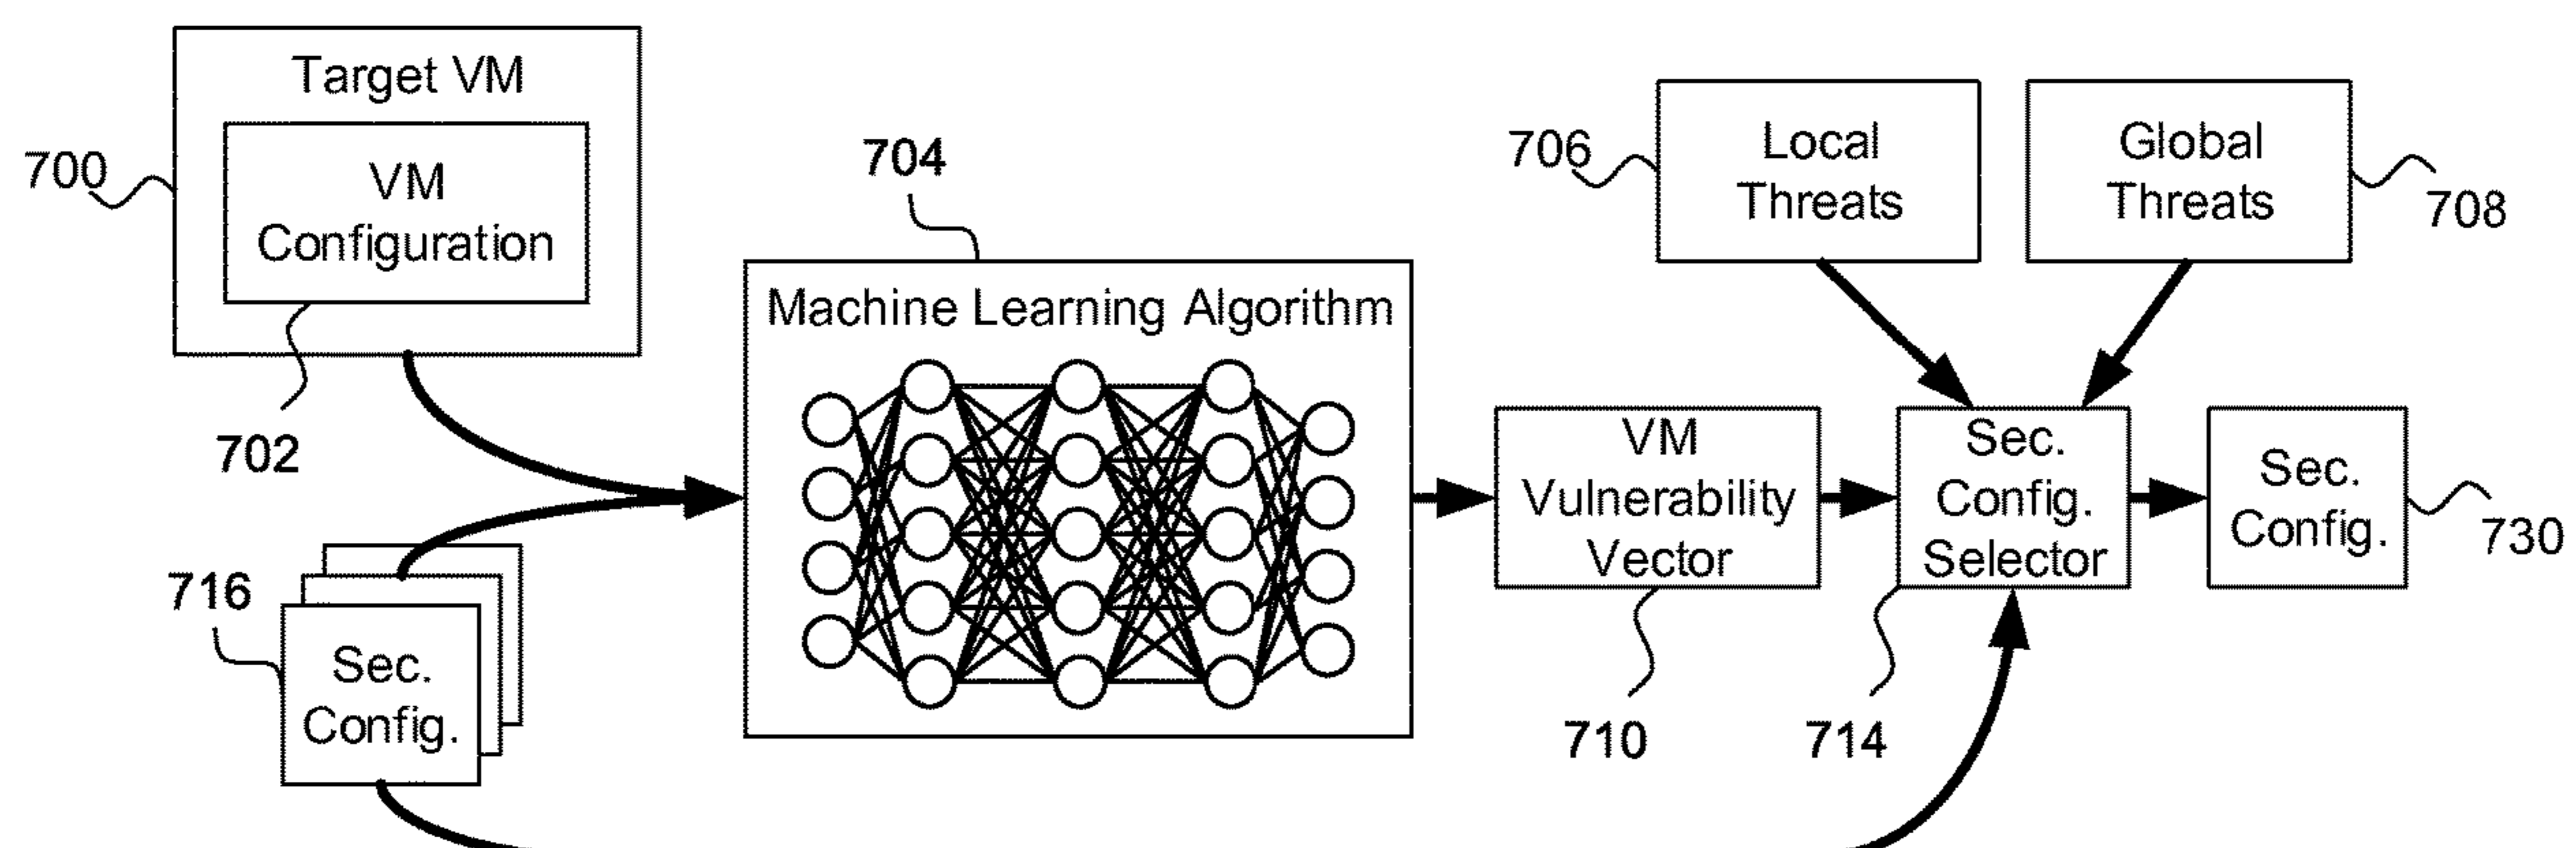 Target VM
VM
Configuration
700
702
704
Machine Learning Algorithm
716
Sec.
Config.
706
Local
Threats
Global
Threats
708
VM
Vulnerability
Vector
710
Sec.
Config.
Selector
714
Sec.
Config.
730